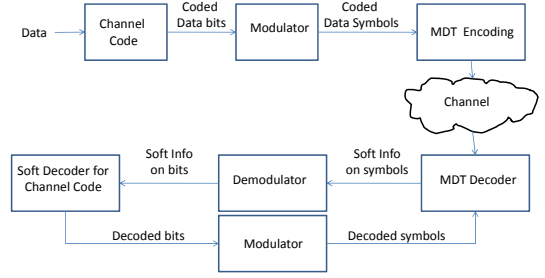 Data
Channel
Code
Coded
Data bits
Modulator
Coded
Data Symbols
MDT Encoding
Channel
Soft Decoder for
Channel Code
Soft Info
on bits
Demodulator
Soft Info
on symbols
MDT Decoder
Decoded bits
Modulator
Decoded symbols